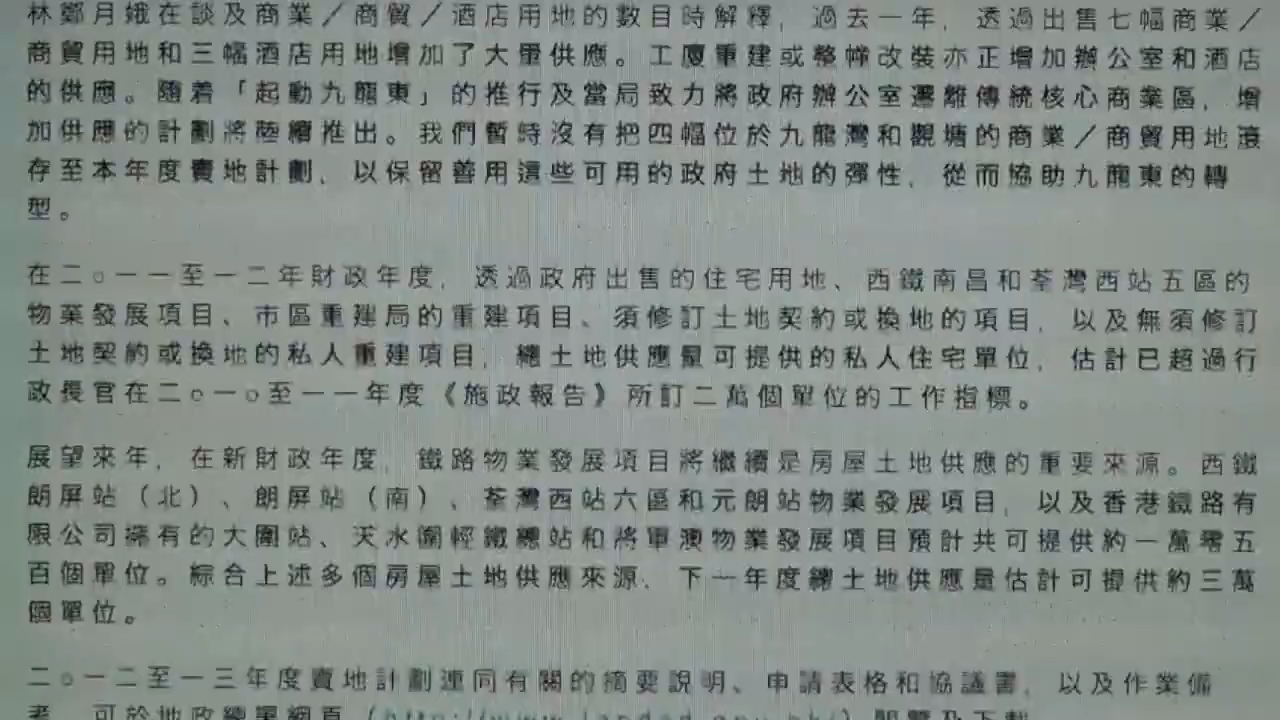 林鄭月娥在談及商業／商貿／酒店用地的數目時解釋，過去一年，透過出售七幅商業／
商貿用地和三幅酒店用地增加了大量供應。工廈重建或整幢改裝亦正增加辦公室和酒店
的供應。隨着「起動九龍東」的推行及當局致力將政府辦公室遷離傳統核心商業區，增
加供應的計劃將陸續推出。我們暫時沒有把四幅位於九龍灣和觀塘的商業／商貿用地滾
存至本年度賣地計劃，以保留善用這些可用的政府土地的彈性，從而協助九龍東的轉
型。
在二○一一至一二年財政年度，透過政府出售的住宅用地、西鐵南昌和荃灣西站五區的
物業發展項目、市區重建局的重建項目、須修訂土地契約或換地的項目，以及無須修訂
土地契約或換地的私人重建項目，總土地供應量可提供的私人住宅單位，估計已超過行
政長官在二○一○至一一年度《施政報告》所訂二萬個單位的工作指標。
展望來年，在新財政年度，鐵路物業發展項目將繼續是房屋土地供應的重要來源。西鐵
朗屏站（北）、朗屏站（南）、荃灣西站六區和元朗站物業發展項目，以及香港鐵路有
限公司擁有的大圍站、天水圍輕鐵總站和將軍澳物業發展項目預計共可提供約一萬零五
百個單位。綜合上述多個房屋土地供應來源，下一年度總土地供應量估計可提供約三萬
個單位。
二○一二至一三年度賣地計劃連同有關的摘要說明、申請表格和協議書，以及作業備
考，可於地政總署網頁（http://www.landsd.gov.hk/）閱覽及下載